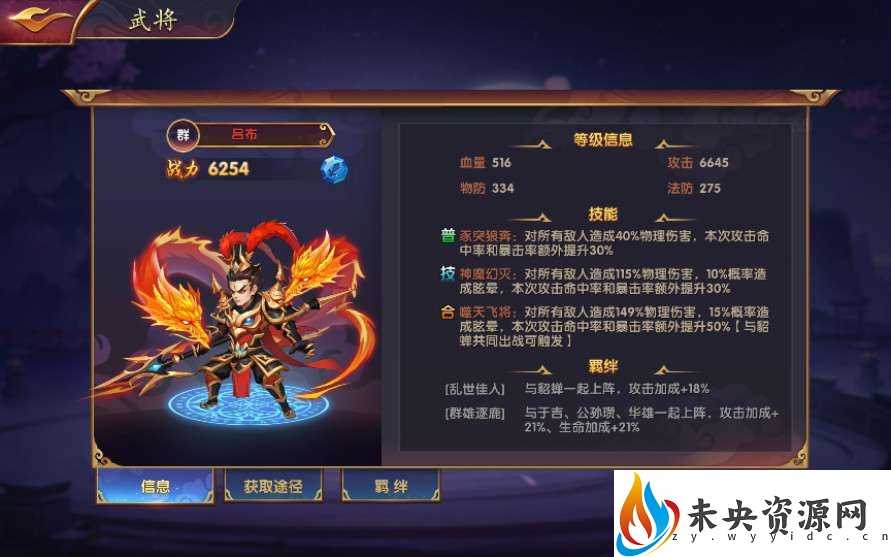 武将
群 吕布
战力 6254
等级信息
血量 516 攻击 6645
物防 334 法防 275
技能
普 豕突狼奔：对所有敌人造成40%物理伤害，本次攻击命
中率和暴击率额外提升30%
技 神魔幻灭：对所有敌人造成115%物理伤害，10%概率造
成眩晕，本次攻击命中率和暴击率额外提升30%
合 噬天飞将：对所有敌人造成149%物理伤害，15%概率造
成眩晕，本次攻击命中率和暴击率额外提升50%【与貂
蝉共同出战可触发】
羁绊
[乱世佳人] 与貂蝉一起上阵，攻击加成+18%
[群雄逐鹿] 与于吉、公孙瓒、华雄一起上阵，攻击加成+
21%、生命加成+21%
信息 获取途径 羁绊
未央资源网
zy.wyyidc.cn